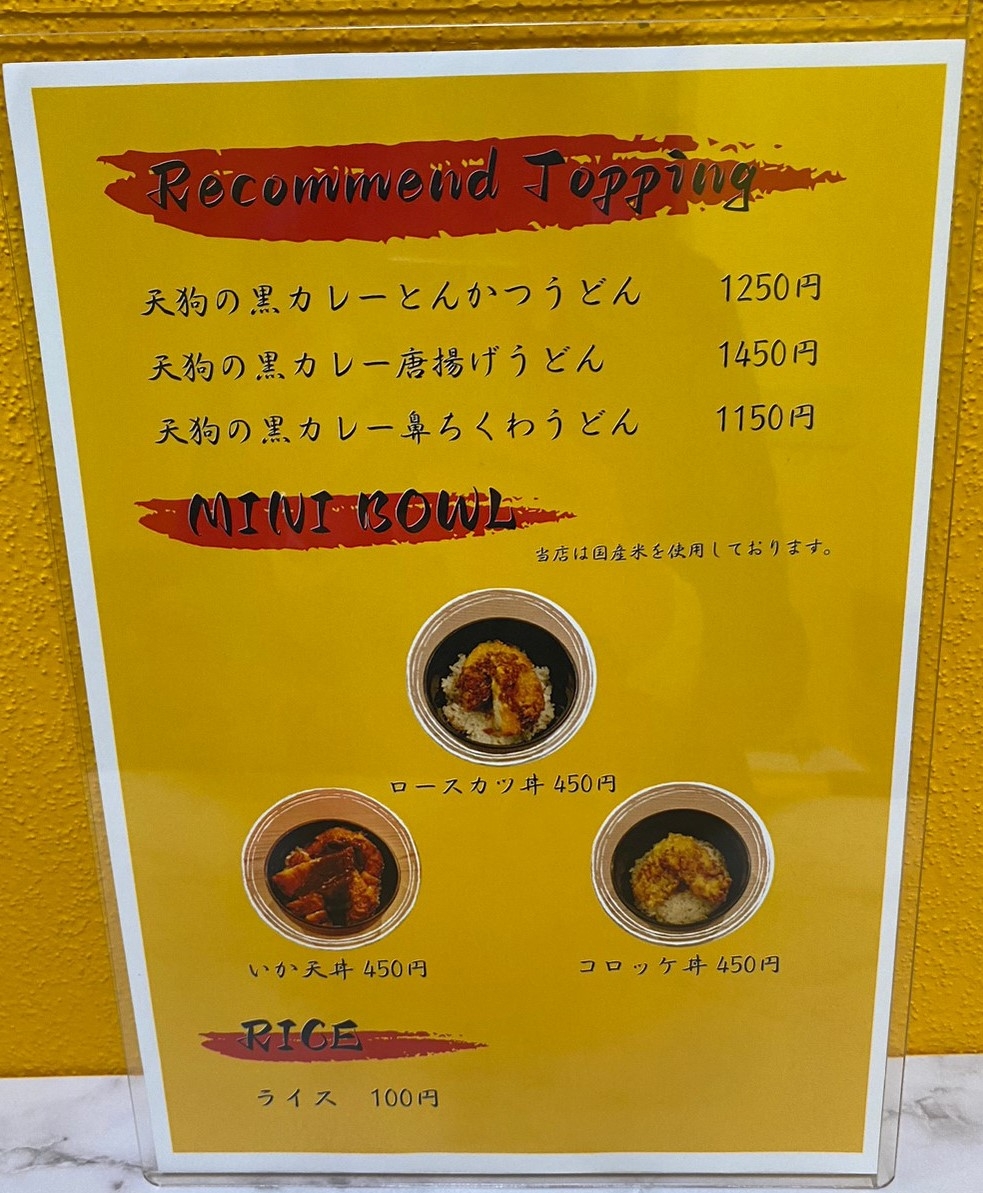 Recommend Topping
天狗の黒カレーとんかつうどん 1250円
天狗の黒カレー唐揚げうどん 1450円
天狗の黒カレー鼻ちくわうどん 1150円
MINI BOWL
当店は国産米を使用しております。
ロースカツ丼 450円
いか天丼 450円
コロッケ丼 450円
RICE
ライス 100円